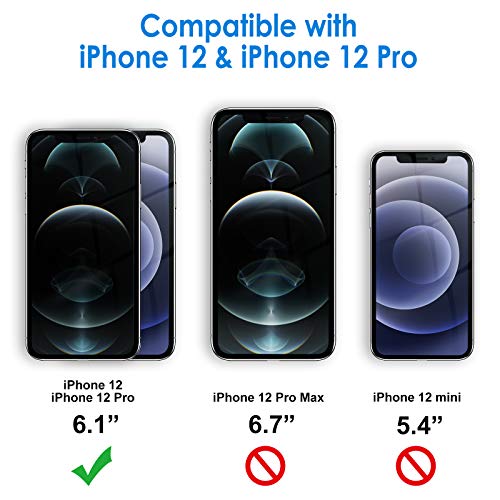 Compatible with
iPhone 12 & iPhone 12 Pro
iPhone 12
iPhone 12 Pro
6.1”
iPhone 12 Pro Max
6.7”
iPhone 12 mini
5.4”